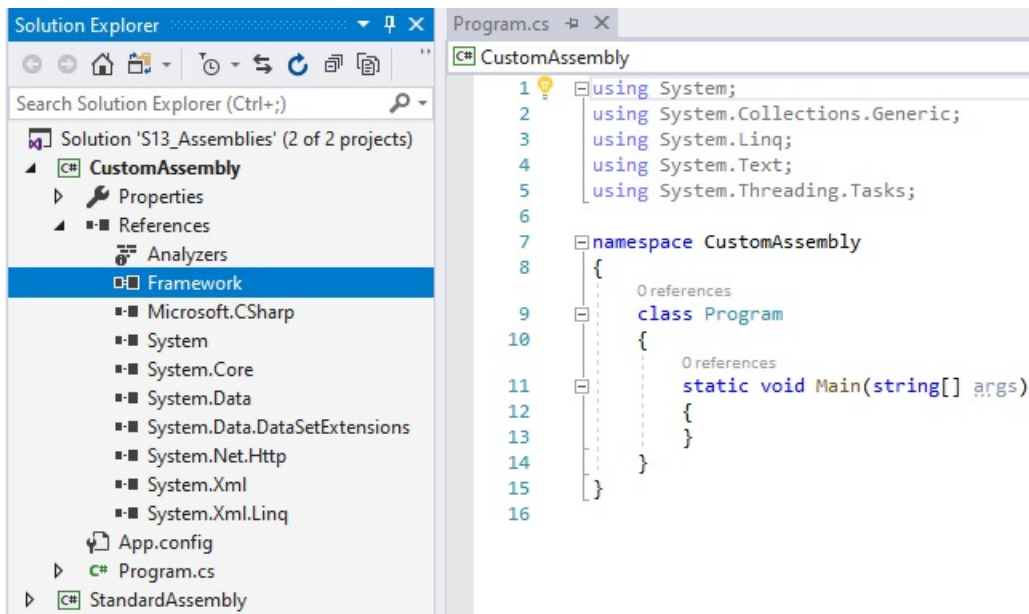 Solution Explorer
Search Solution Explorer (Ctrl+;)
Solution 'S13_Assemblies' (2 of 2 projects)
C# CustomAssembly
Properties
References
Analyzers
Framework
Microsoft.CSharp
System
System.Core
System.Data
System.Data.DataSetExtensions
System.Net.Http
System.Xml
System.Xml.Linq
App.config
C# Program.cs
C# StandardAssembly
Program.cs
C# CustomAssembly
1 using System;
2 using System.Collections.Generic;
3 using System.Linq;
4 using System.Text;
5 using System.Threading.Tasks;
6
7 namespace CustomAssembly
8 {
0 references
9 class Program
10 {
0 references
11 static void Main(string[] args)
12 {
13 }
14 }
15 }
16